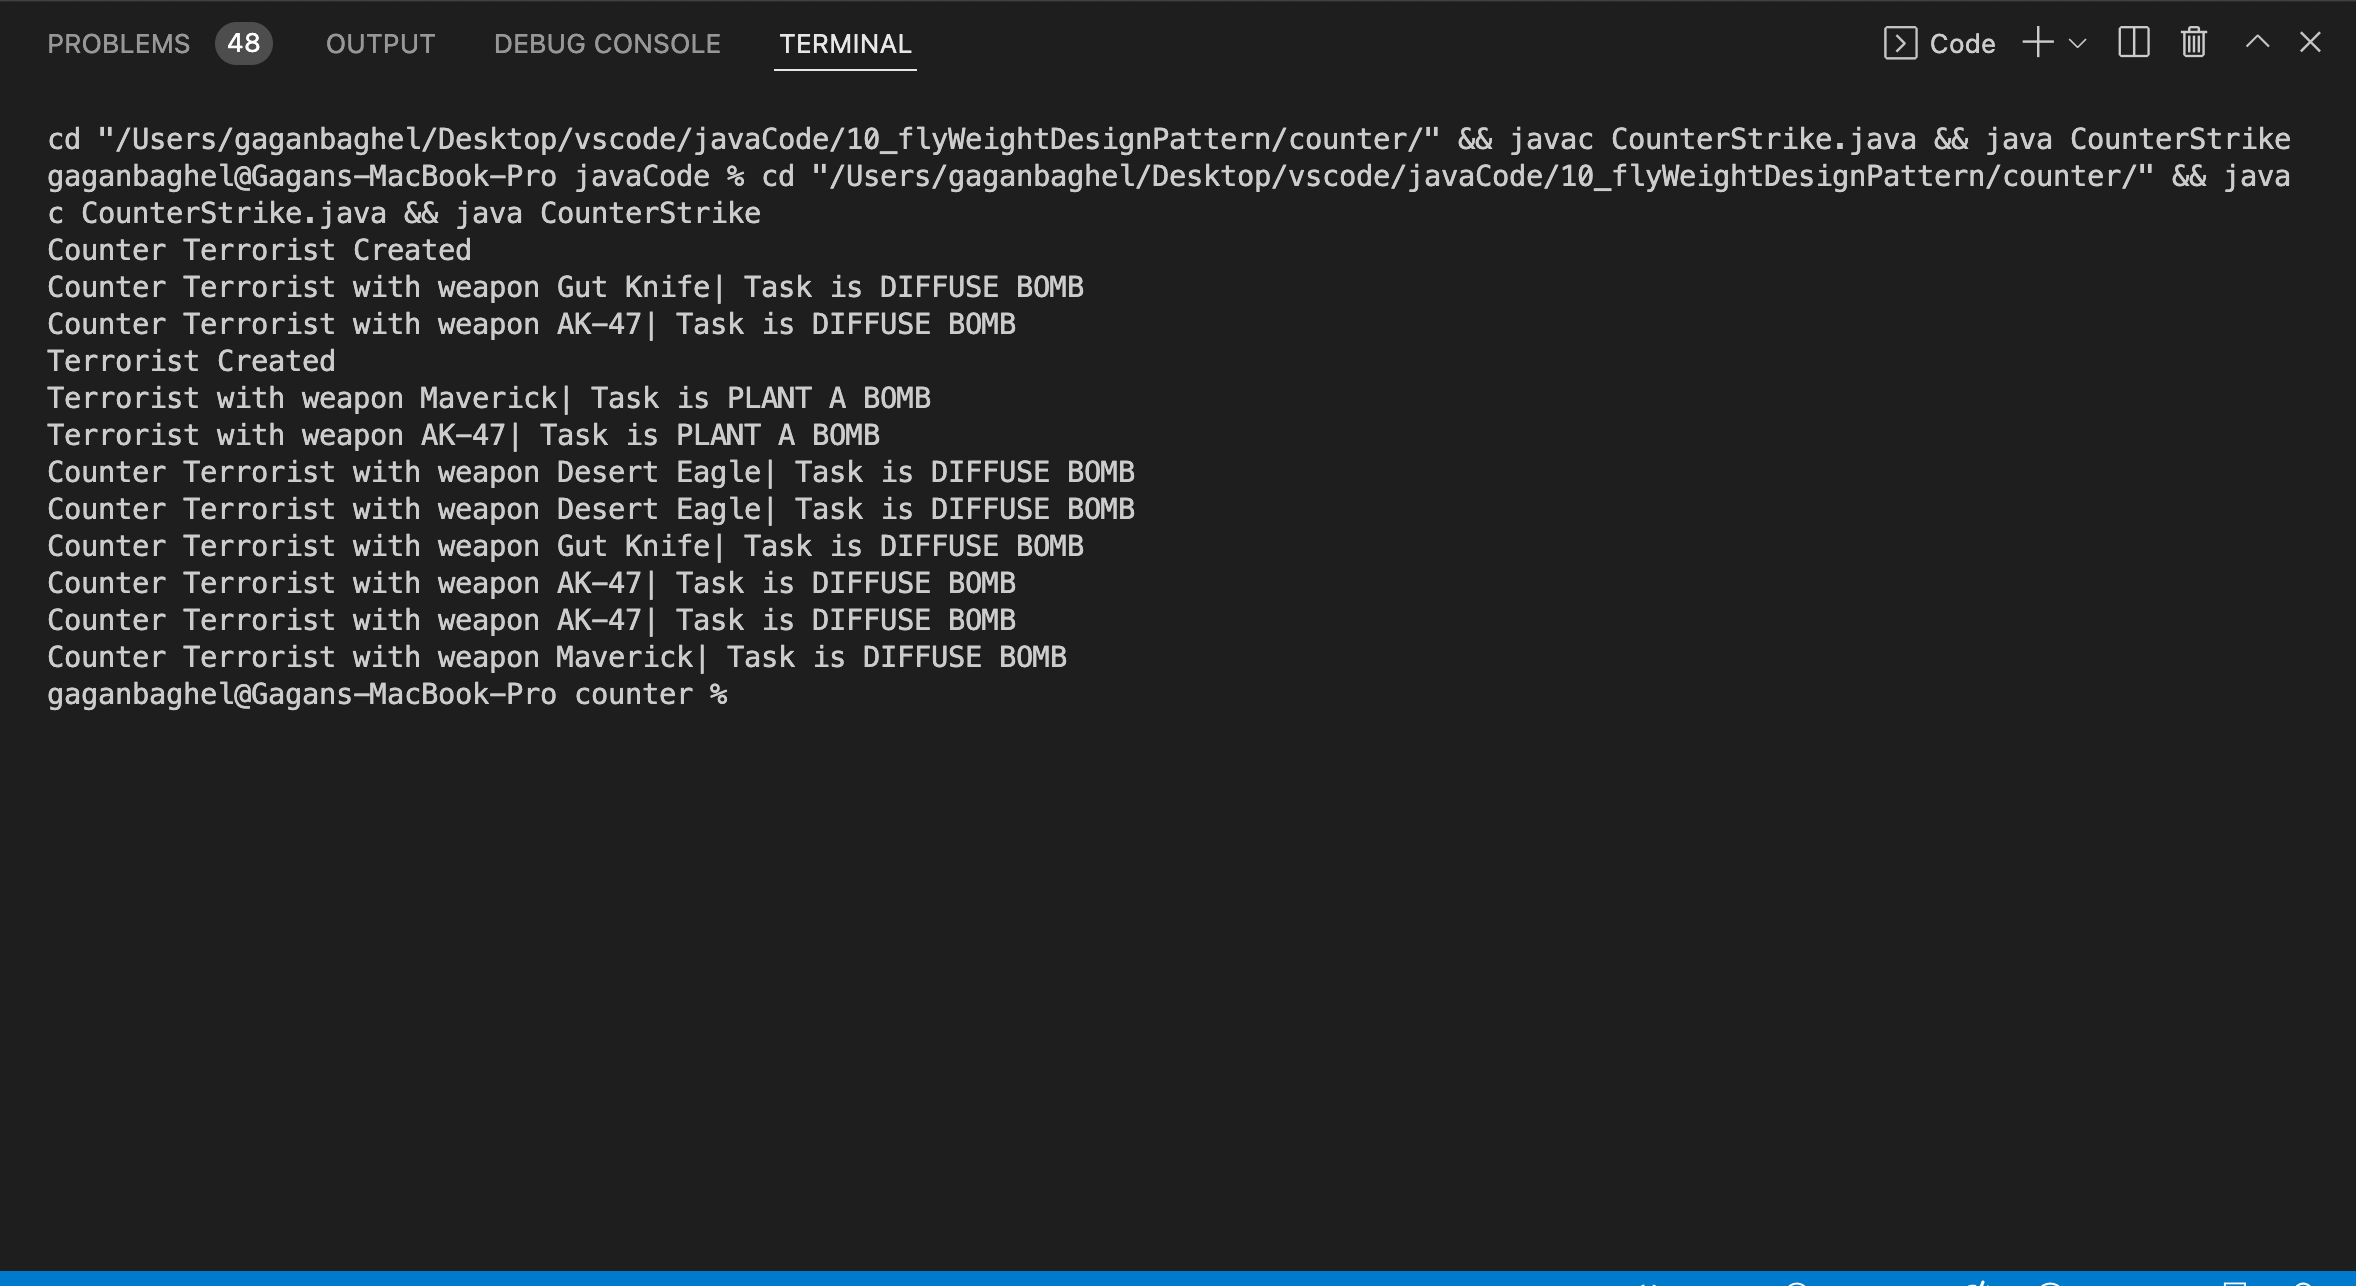 PROBLEMS 48 OUTPUT DEBUG CONSOLE TERMINAL Code
cd "/Users/gaganbaghel/Desktop/vscode/javaCode/10_flyWeightDesignPattern/counter/" && javac CounterStrike.java && java CounterStrike
gaganbaghel@Gagans-MacBook-Pro javaCode % cd "/Users/gaganbaghel/Desktop/vscode/javaCode/10_flyWeightDesignPattern/counter/" && java
c CounterStrike.java && java CounterStrike
Counter Terrorist Created
Counter Terrorist with weapon Gut Knife| Task is DIFFUSE BOMB
Counter Terrorist with weapon AK-47| Task is DIFFUSE BOMB
Terrorist Created
Terrorist with weapon Maverick| Task is PLANT A BOMB
Terrorist with weapon AK-47| Task is PLANT A BOMB
Counter Terrorist with weapon Desert Eagle| Task is DIFFUSE BOMB
Counter Terrorist with weapon Desert Eagle| Task is DIFFUSE BOMB
Counter Terrorist with weapon Gut Knife| Task is DIFFUSE BOMB
Counter Terrorist with weapon AK-47| Task is DIFFUSE BOMB
Counter Terrorist with weapon AK-47| Task is DIFFUSE BOMB
Counter Terrorist with weapon Maverick| Task is DIFFUSE BOMB
gaganbaghel@Gagans-MacBook-Pro counter %